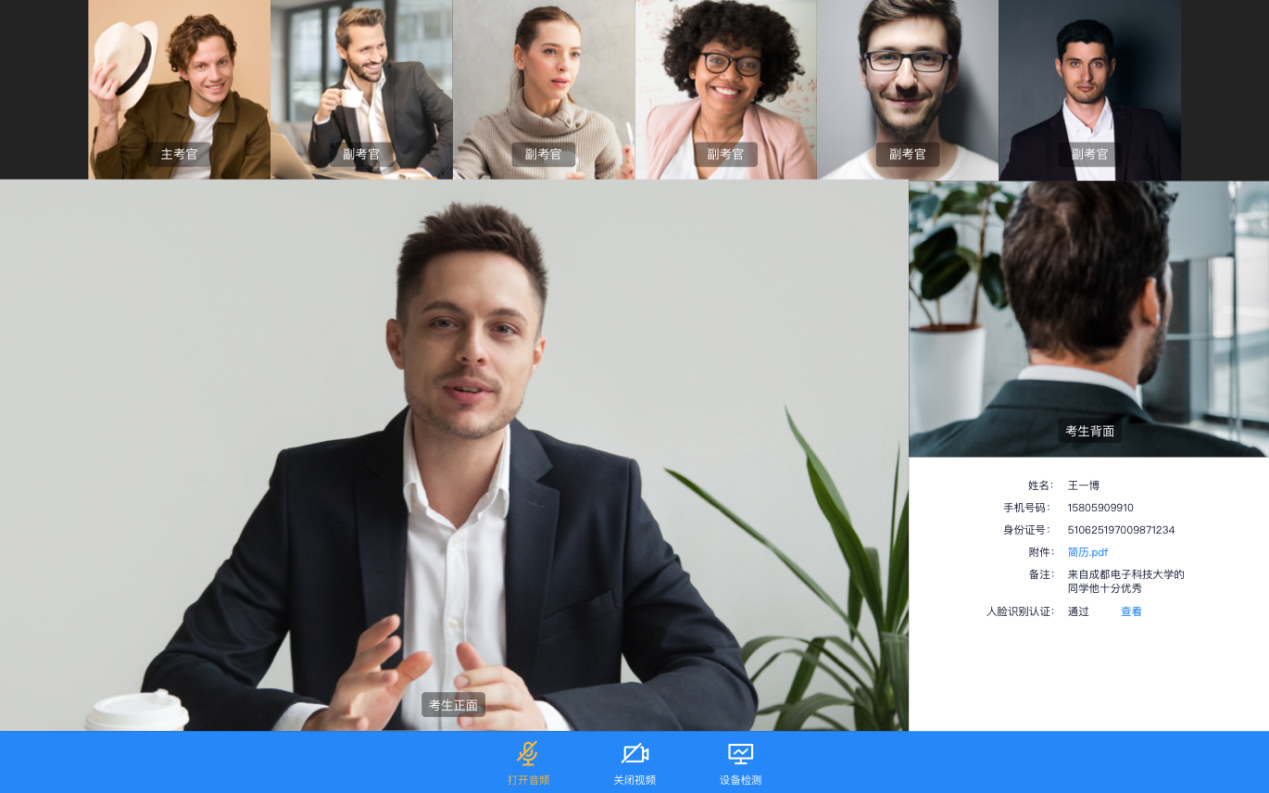 主考官
副考官
副考官
副考官
副考官
副考官
考生正面
考生背面
姓名： 王一博
手机号码： 15805909910
身份证号： 510625197009871234
附件： 简历.pdf
备注： 来自成都电子科技大学的
同学他十分优秀
人脸识别认证： 通过 查看
打开音频
关闭视频
设备检测